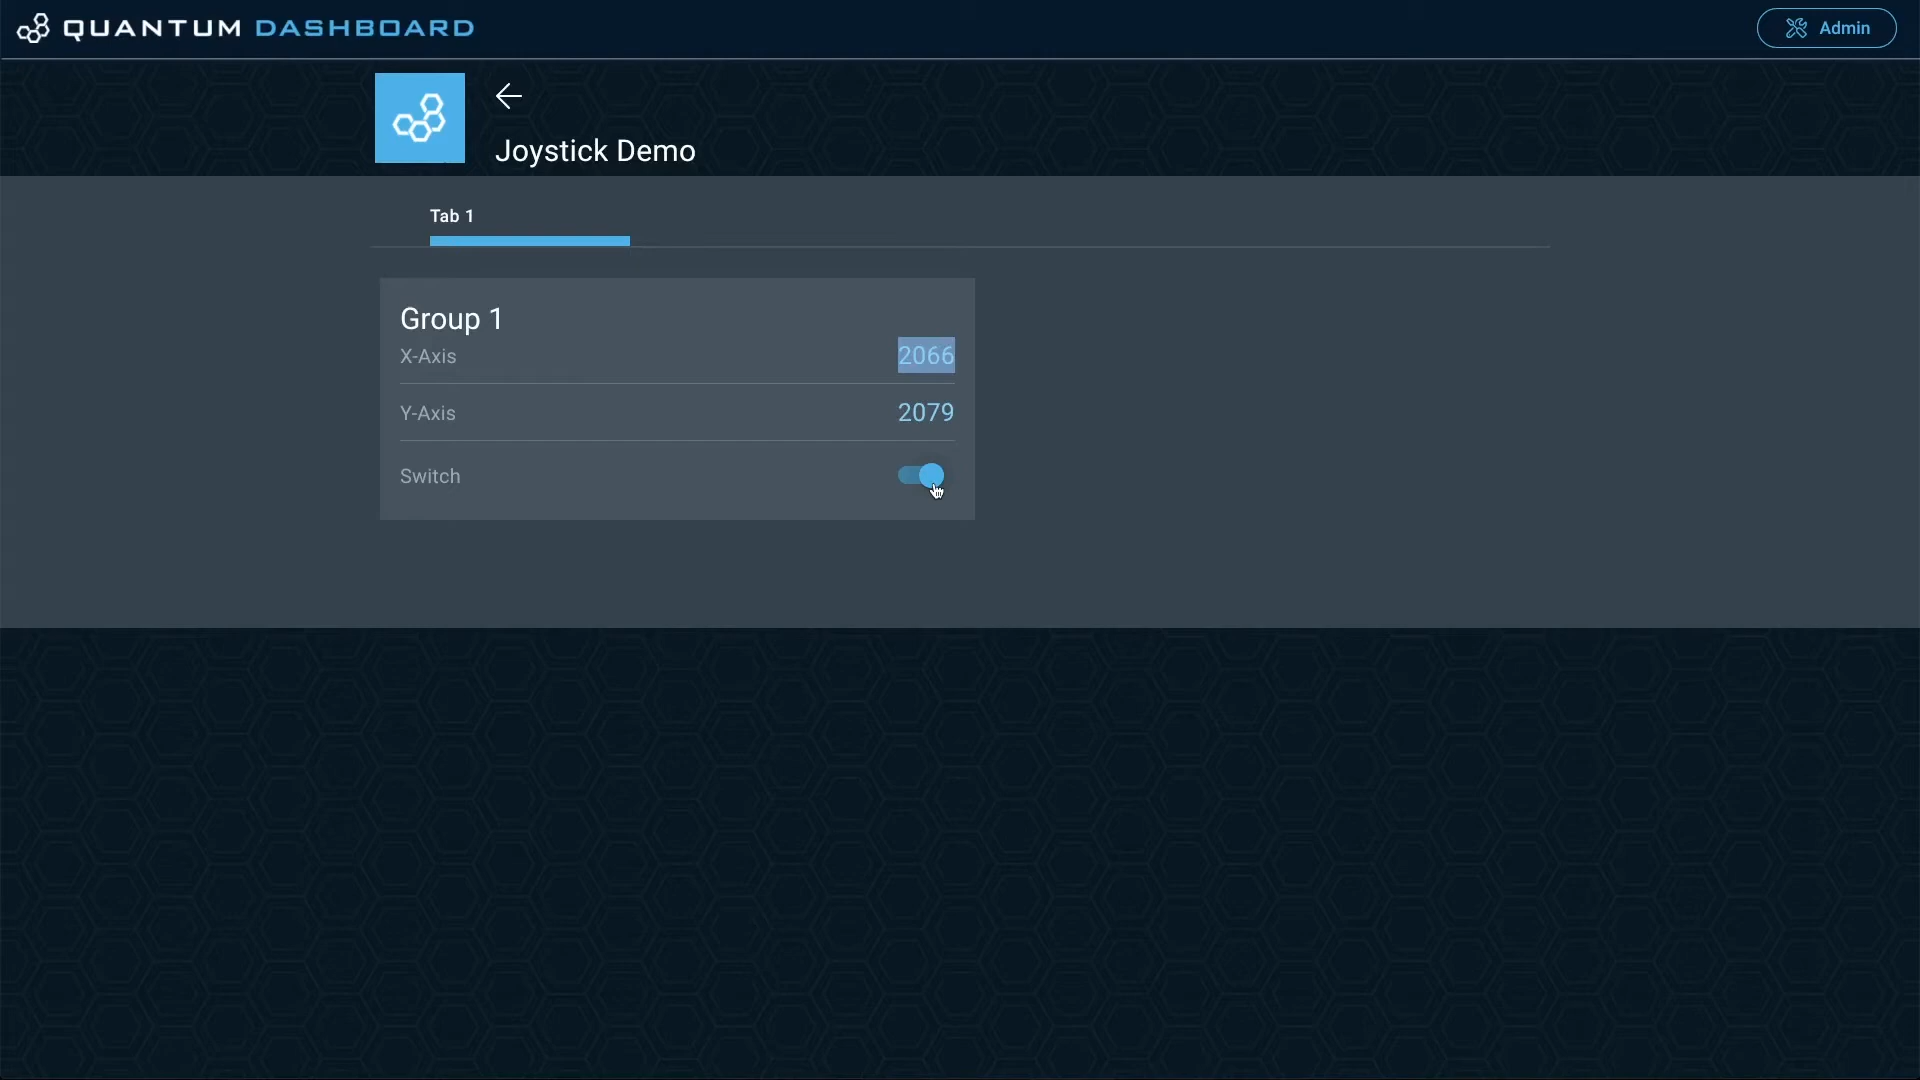 QUANTUM DASHBOARD
Admin
Joystick Demo
Tab 1
Group 1
X-Axis 2066
Y-Axis 2079
Switch